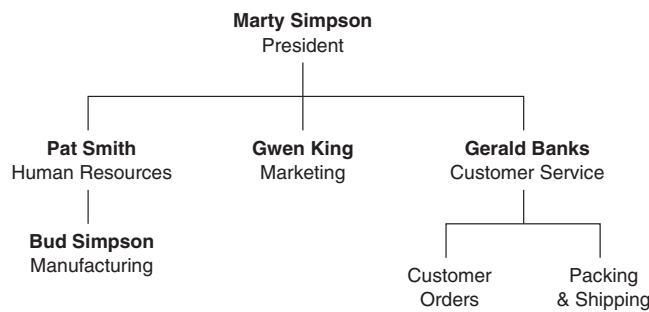 Marty Simpson
President
Pat Smith
Human Resources
Gwen King
Marketing
Gerald Banks
Customer Service
Bud Simpson
Manufacturing
Customer
Orders
Packing
& Shipping